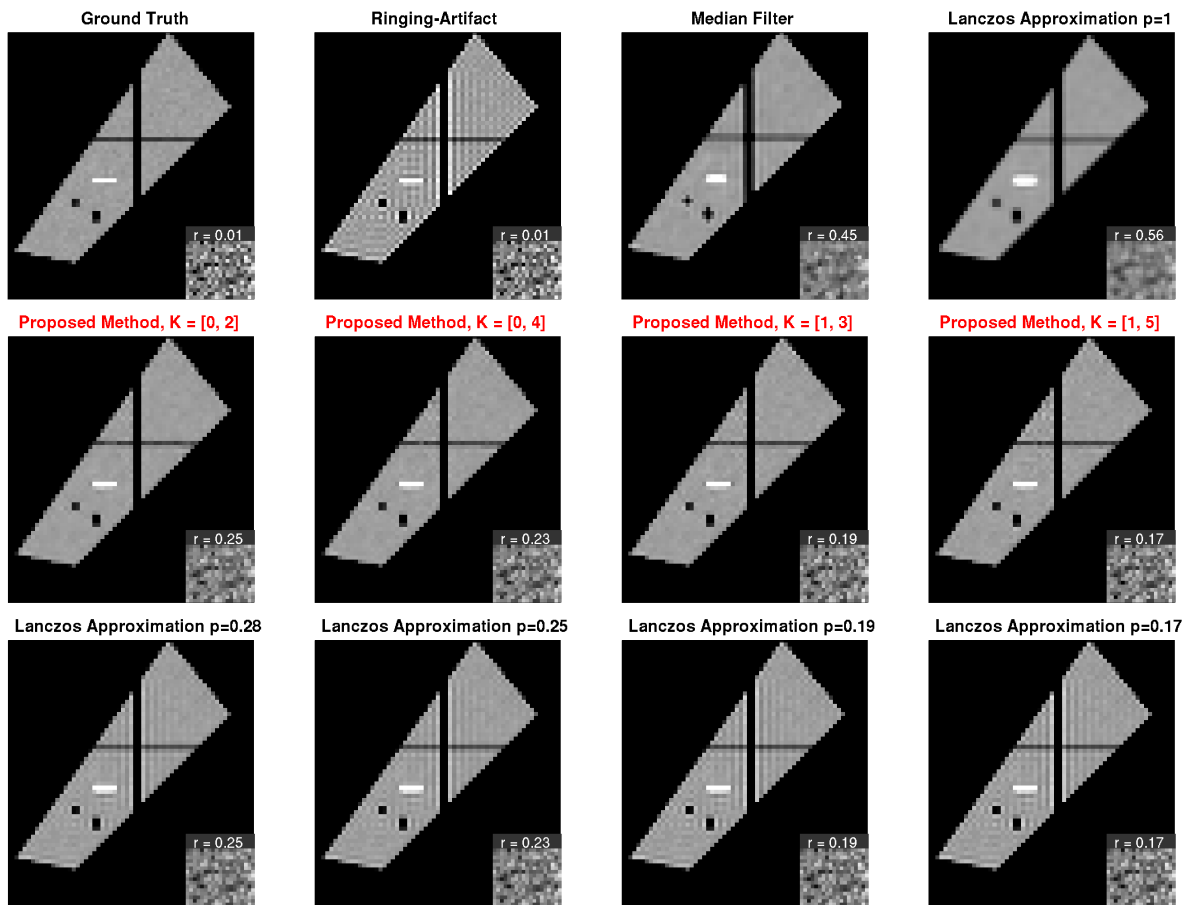 Ground Truth
Ringing-Artifact
Median Filter
Lanczos Approximation p=1
r = 0.01
r = 0.01
r = 0.45
r = 0.56
Proposed Method, K = [0, 2]
Proposed Method, K = [0, 4]
Proposed Method, K = [1, 3]
Proposed Method, K = [1, 5]
r = 0.25
r = 0.23
r = 0.19
r = 0.17
Lanczos Approximation p=0.28
Lanczos Approximation p=0.25
Lanczos Approximation p=0.19
Lanczos Approximation p=0.17
r = 0.25
r = 0.23
r = 0.19
r = 0.17